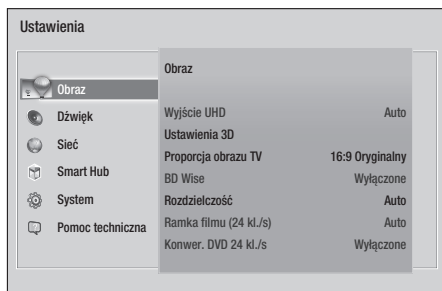 Ustawienia
Obraz
Dźwięk
Sieć
Smart Hub
System
Pomoc techniczna
Obraz
Wyjście UHD Auto
Ustawienia 3D
Proporcja obrazu TV 16:9 Oryginalny
BD Wise Wyłączone
Rozdzielczość Auto
Ramka filmu (24 kl./s) Auto
Konwer. DVD 24 kl./s Wyłączone